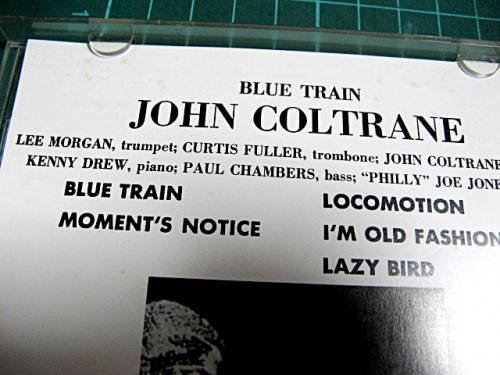 BLUE TRAIN
JOHN COLTRANE
LEE MORGAN, trumpet; CURTIS FULLER, trombone; JOHN COLTRANE
KENNY DREW, piano; PAUL CHAMBERS, bass; "PHILLY" JOE JONE
BLUE TRAIN
MOMENT'S NOTICE
LOCOMOTION
I'M OLD FASHION
LAZY BIRD